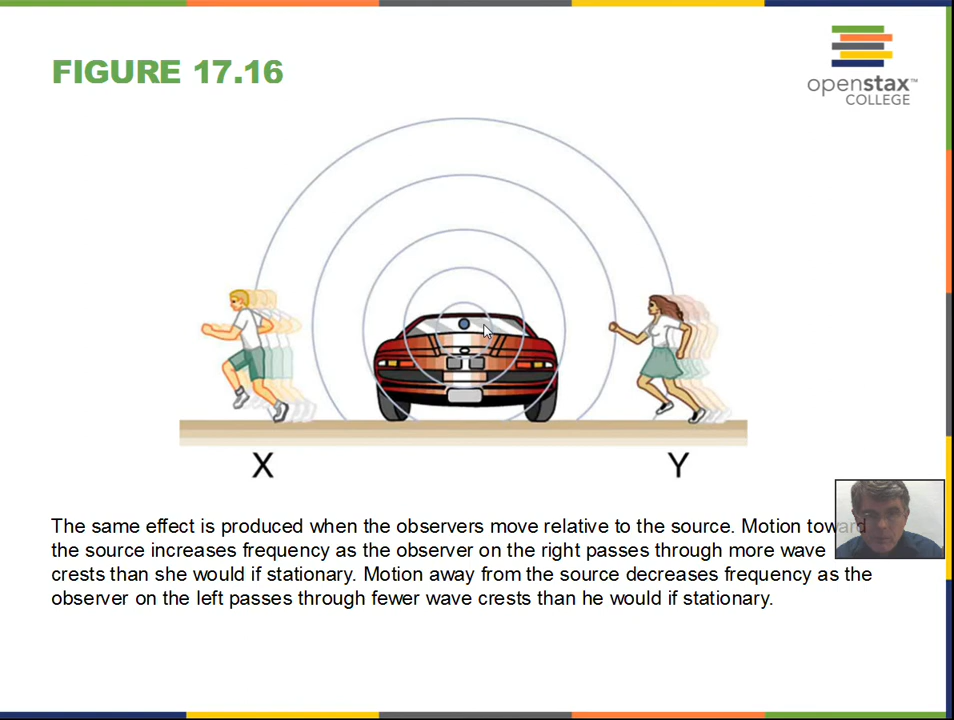 FIGURE 17.16
openstax™
COLLEGE
X
Y
The same effect is produced when the observers move relative to the source. Motion toward
the source increases frequency as the observer on the right passes through more wave
crests than she would if stationary. Motion away from the source decreases frequency as the
observer on the left passes through fewer wave crests than he would if stationary.